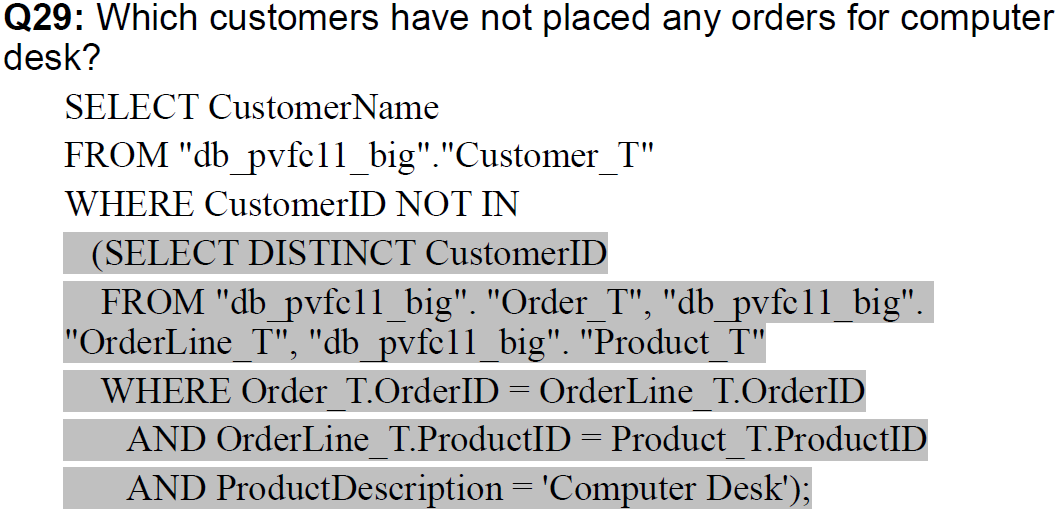 Q29: Which customers have not placed any orders for computer
desk?
SELECT CustomerName
FROM "db_pvfc11_big"."Customer_T"
WHERE CustomerID NOT IN
(SELECT DISTINCT CustomerID
FROM "db_pvfc11_big". "Order_T", "db_pvfc11_big".
"OrderLine_T", "db_pvfc11_big". "Product_T"
WHERE Order_T.OrderID = OrderLine_T.OrderID
AND OrderLine_T.ProductID = Product_T.ProductID
AND ProductDescription = 'Computer Desk');